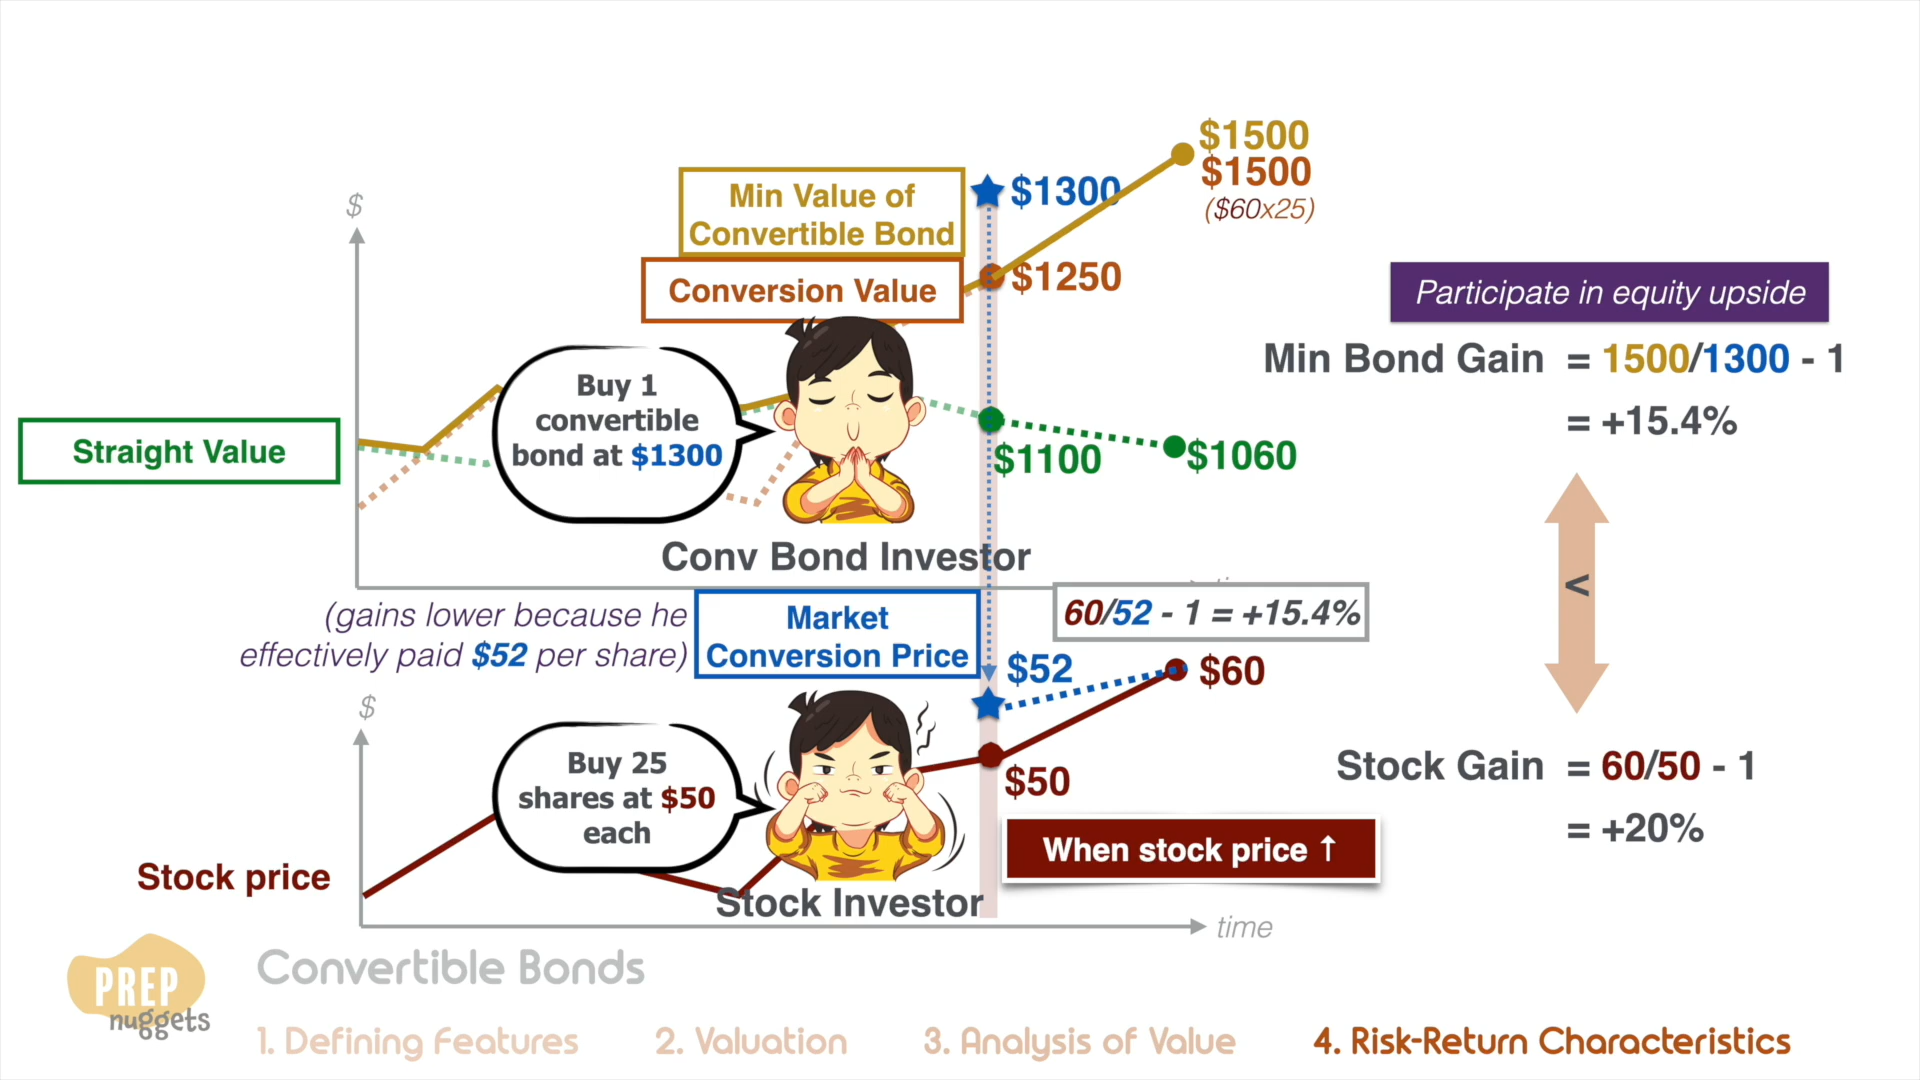 $
Min Value of
Convertible Bond
$1300
$1500
$1500
($60x25)
Conversion Value
$1250
Participate in equity upside
Min Bond Gain = 1500/1300 - 1
= +15.4%
Buy 1
convertible
bond at $1300
Straight Value
$1100
$1060
Conv Bond Investor
<
(gains lower because he
effectively paid $52 per share)
Market
Conversion Price
60/52 - 1 = +15.4%
$52
$60
$
Buy 25
shares at $50
each
$50
Stock Gain = 60/50 - 1
= +20%
When stock price ↑
Stock price
Stock Investor
time
PREP
nuggets
Convertible Bonds
1. Defining Features
2. Valuation
3. Analysis of Value
4. Risk-Return Characteristics